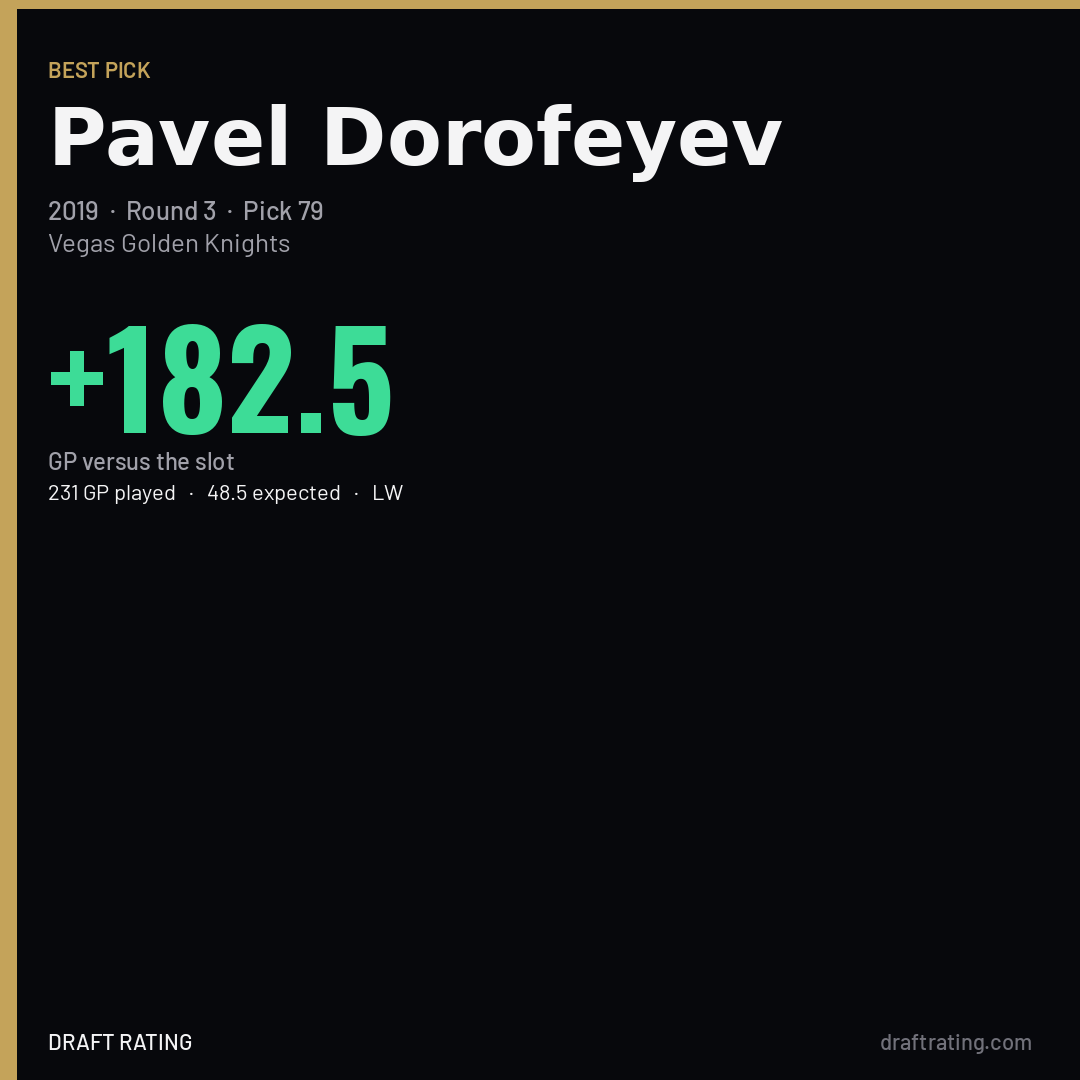 BEST PICK
Pavel Dorofeyev
2019 · Round 3 · Pick 79
Vegas Golden Knights
+182.5
GP versus the slot
231 GP played · 48.5 expected · LW
DRAFT RATING
draftrating.com